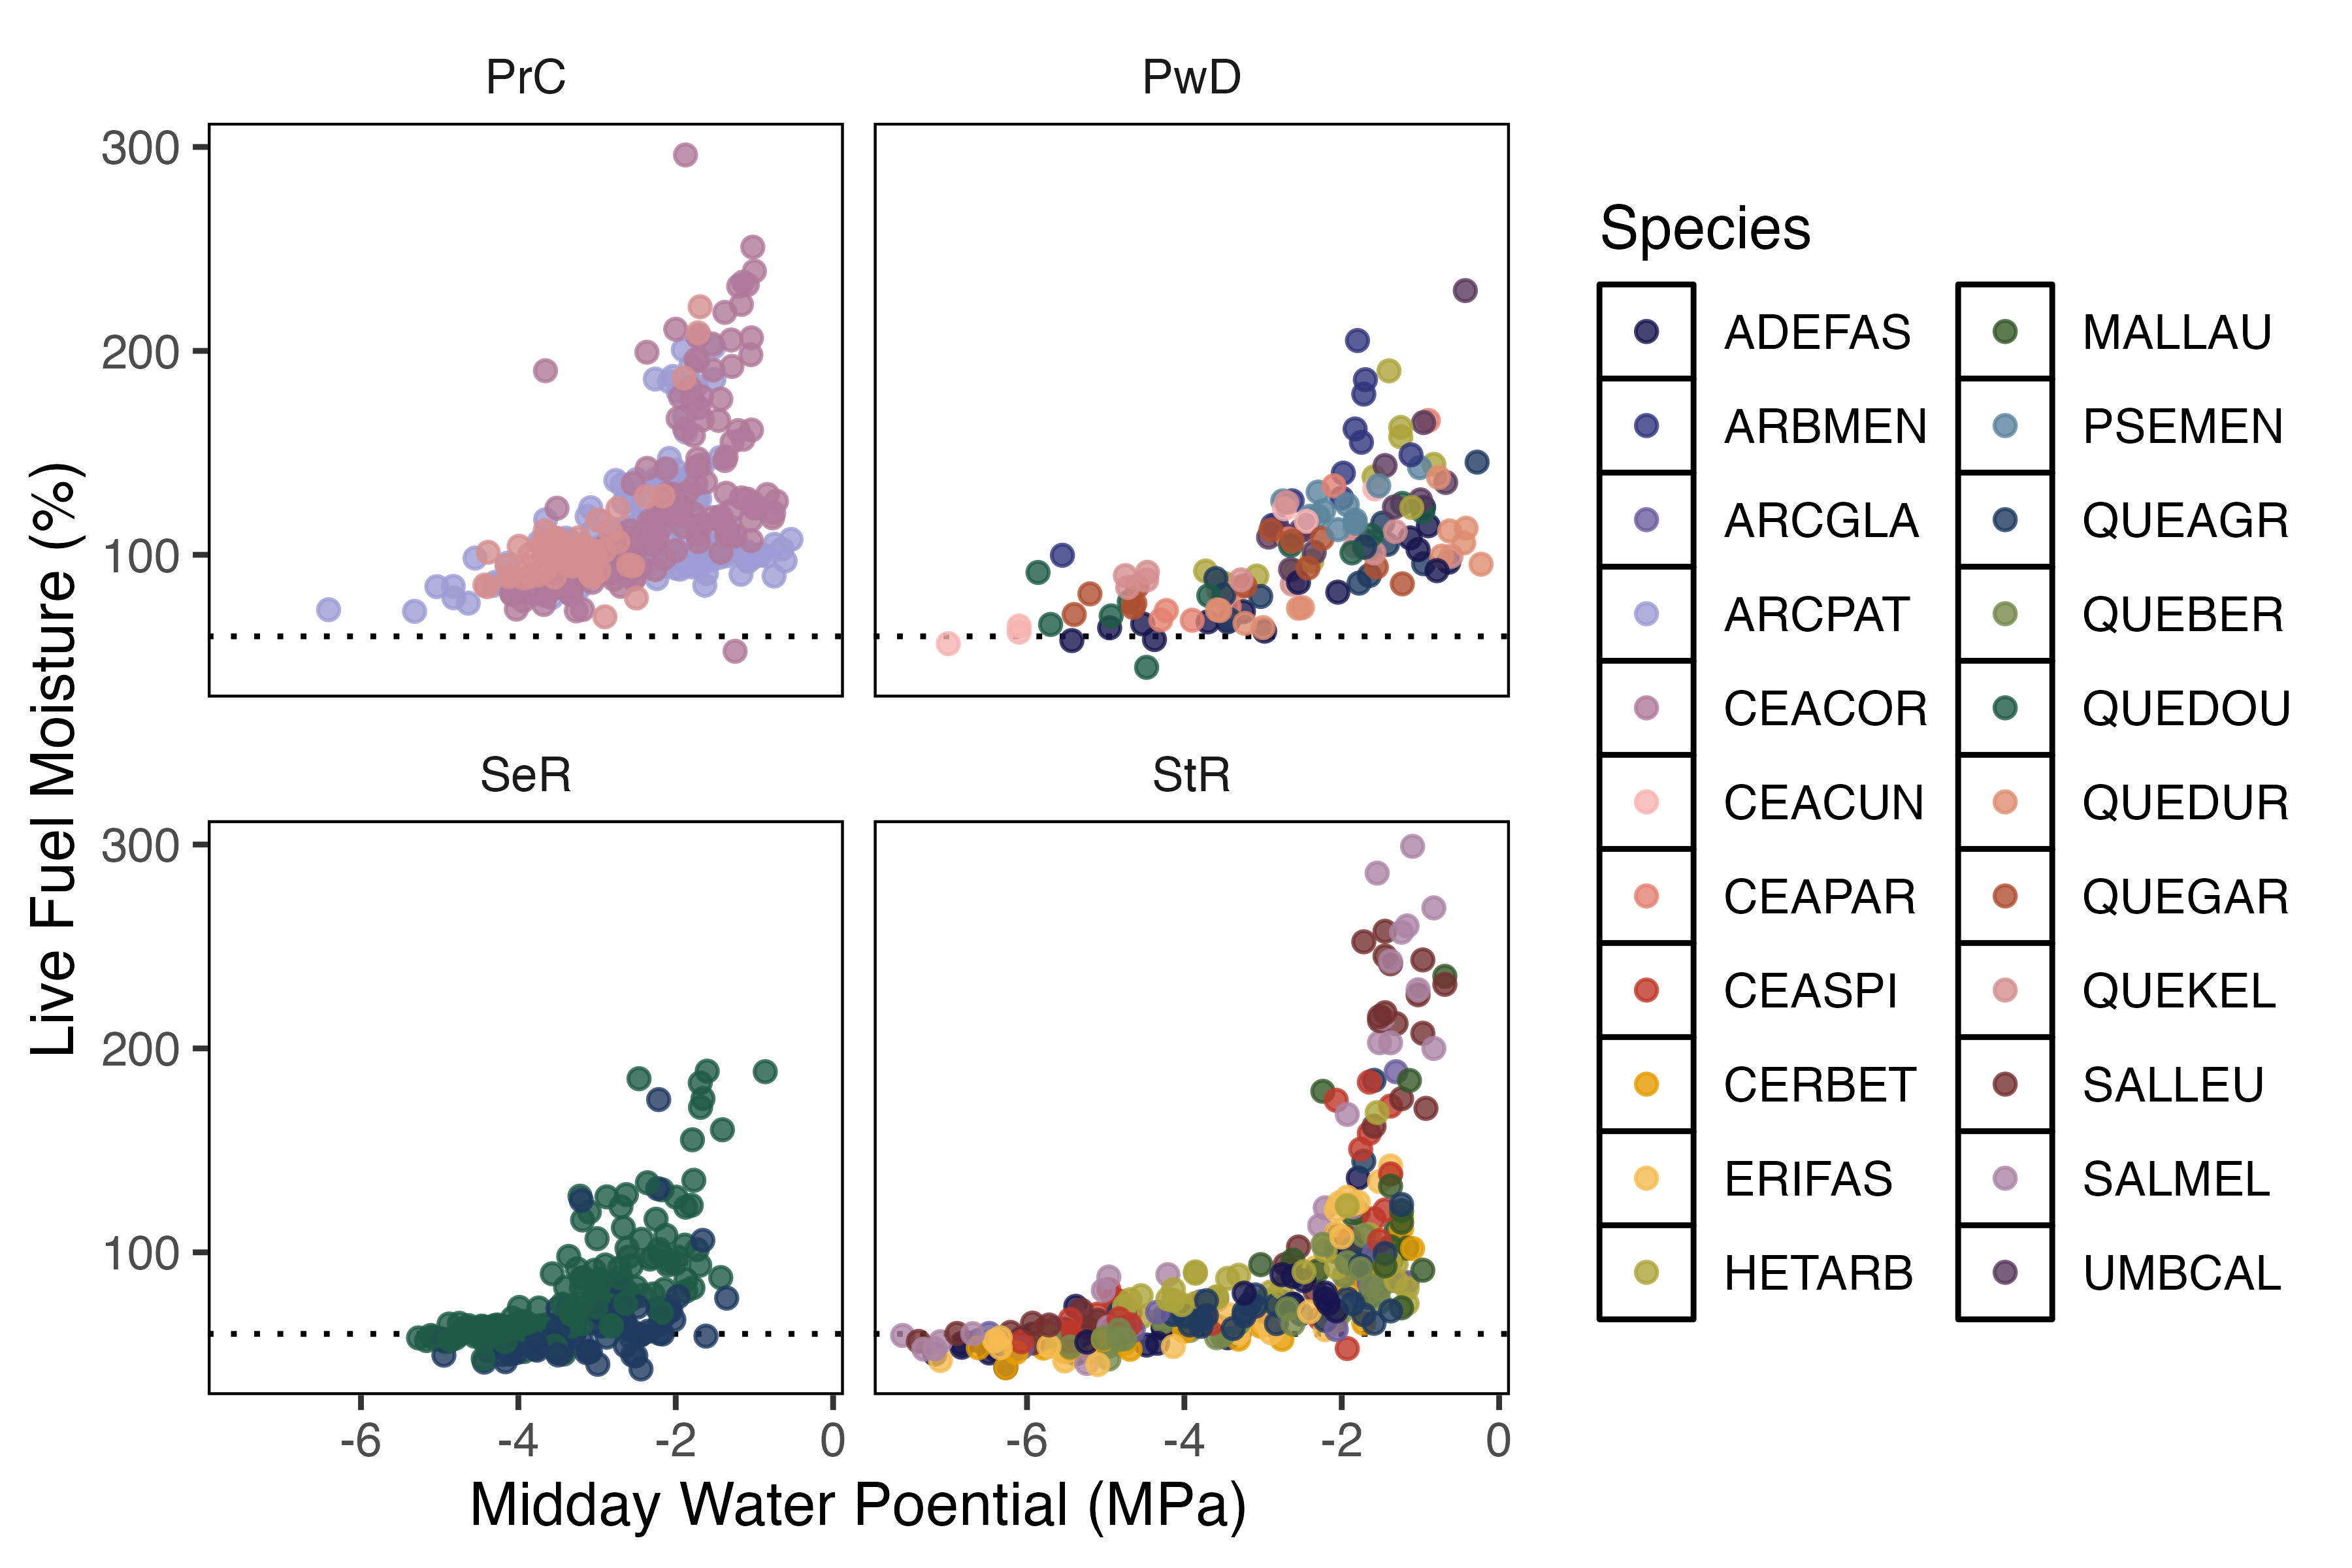 PrC
PwD
300
200
100
SeR
StR
300
200
100
-6
-4
-2
0
-6
-4
-2
0
Midday Water Poential (MPa)
Live Fuel Moisture (%)
Species
ADEFAS
ARBMEN
ARCGLA
ARCPAT
CEACOR
CEACUN
CEAPAR
CEASPI
CERBET
ERIFAS
HETARB
MALLAU
PSEMEN
QUEAGR
QUEBER
QUEDOU
QUEDUR
QUEGAR
QUEKEL
SALLEU
SALMEL
UMBCAL